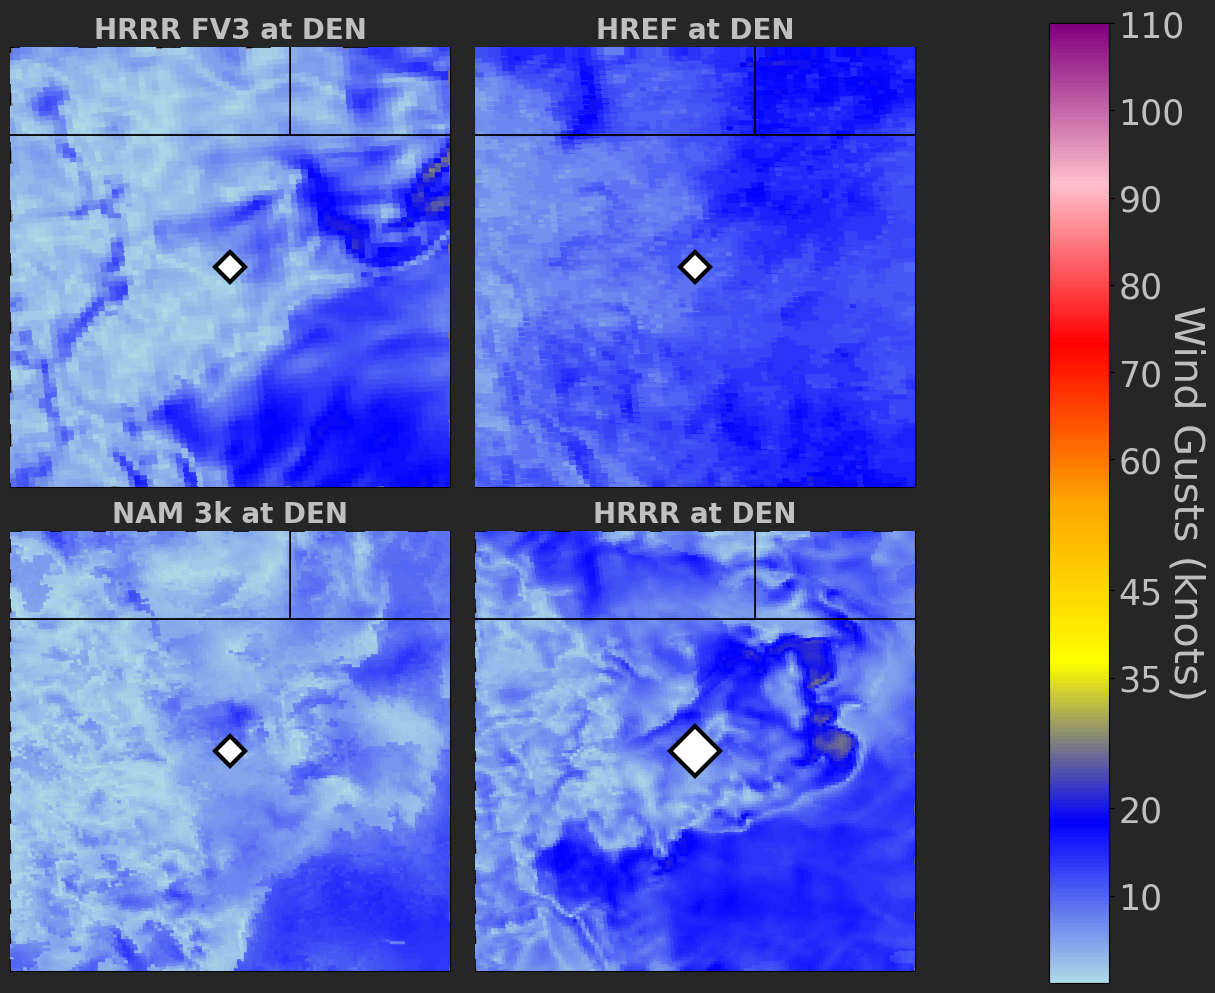 HRRR FV3 at DEN
HREF at DEN
NAM 3k at DEN
HRRR at DEN
110
100
90
80
70
60
45
35
20
10
Wind Gusts (knots)